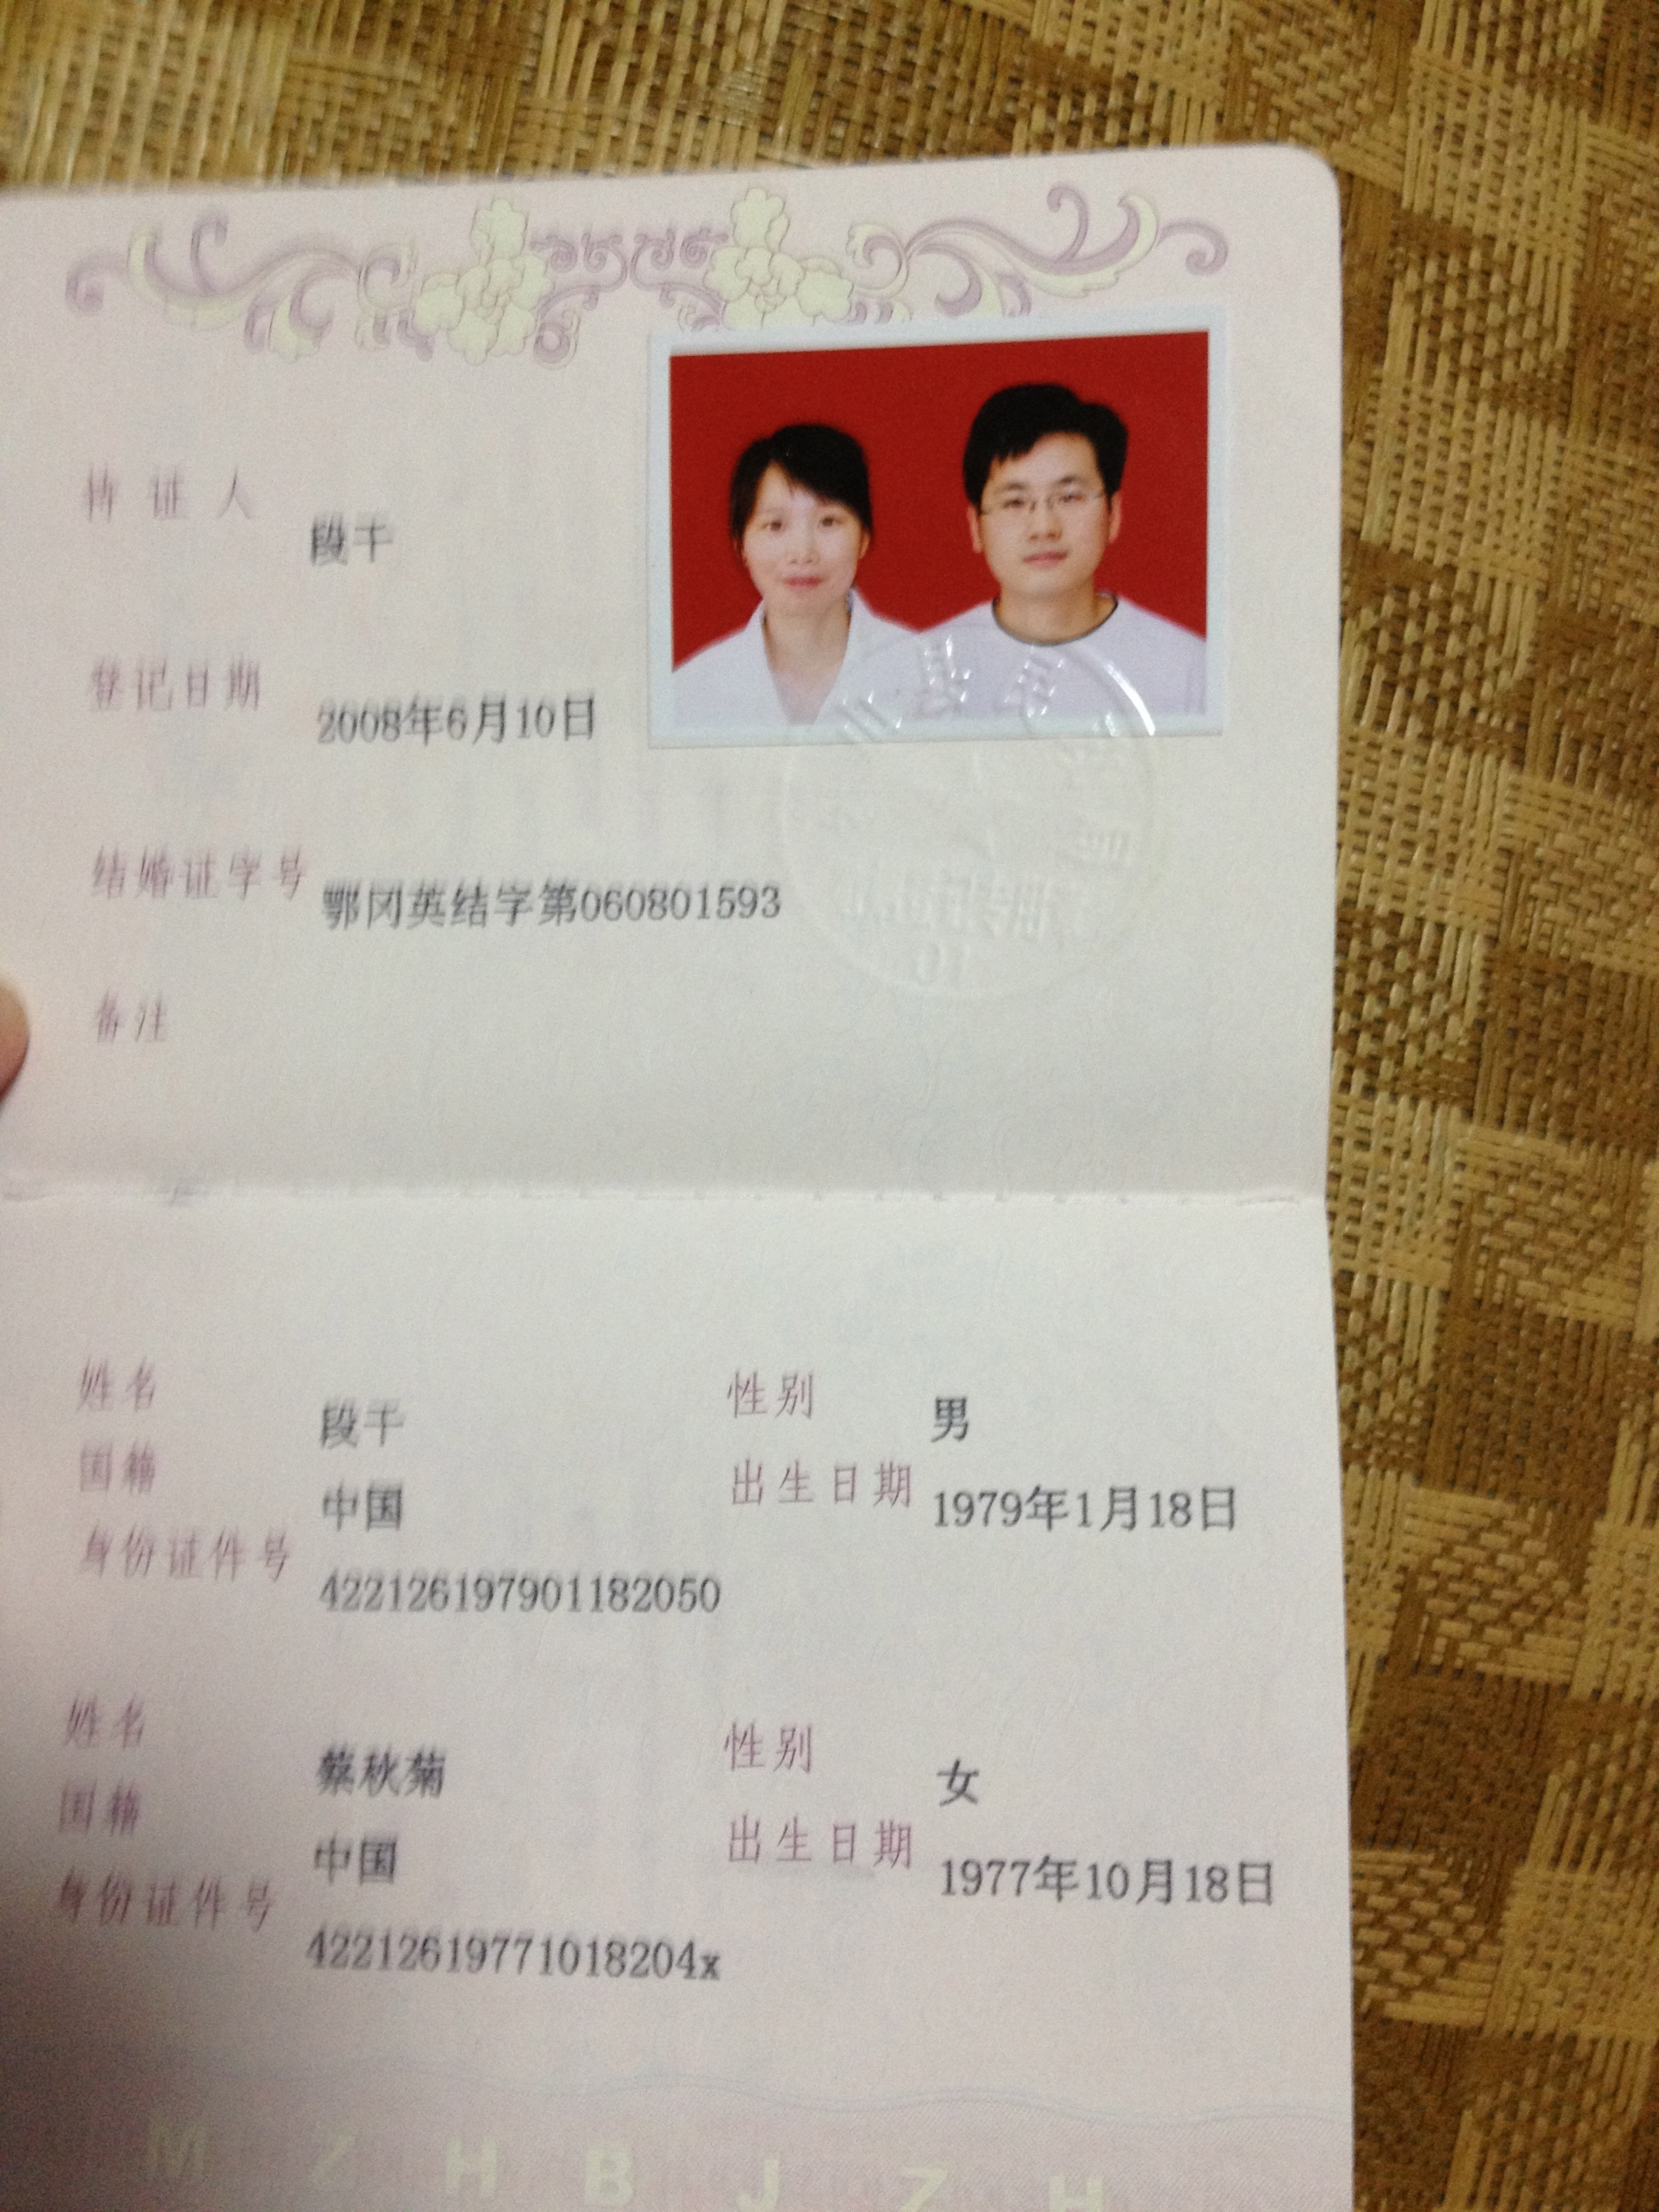 持证人 段干
登记日期 2008年6月10日
结婚证字号 鄂冈英结字第060801593
备注
姓名 段干 性别 男
国籍 中国 出生日期 1979年1月18日
身份证件号 422126197901182050
姓名 蔡秋菊 性别 女
国籍 中国 出生日期 1977年10月18日
身份证件号 42212619771018204x
M Z H B J Z H